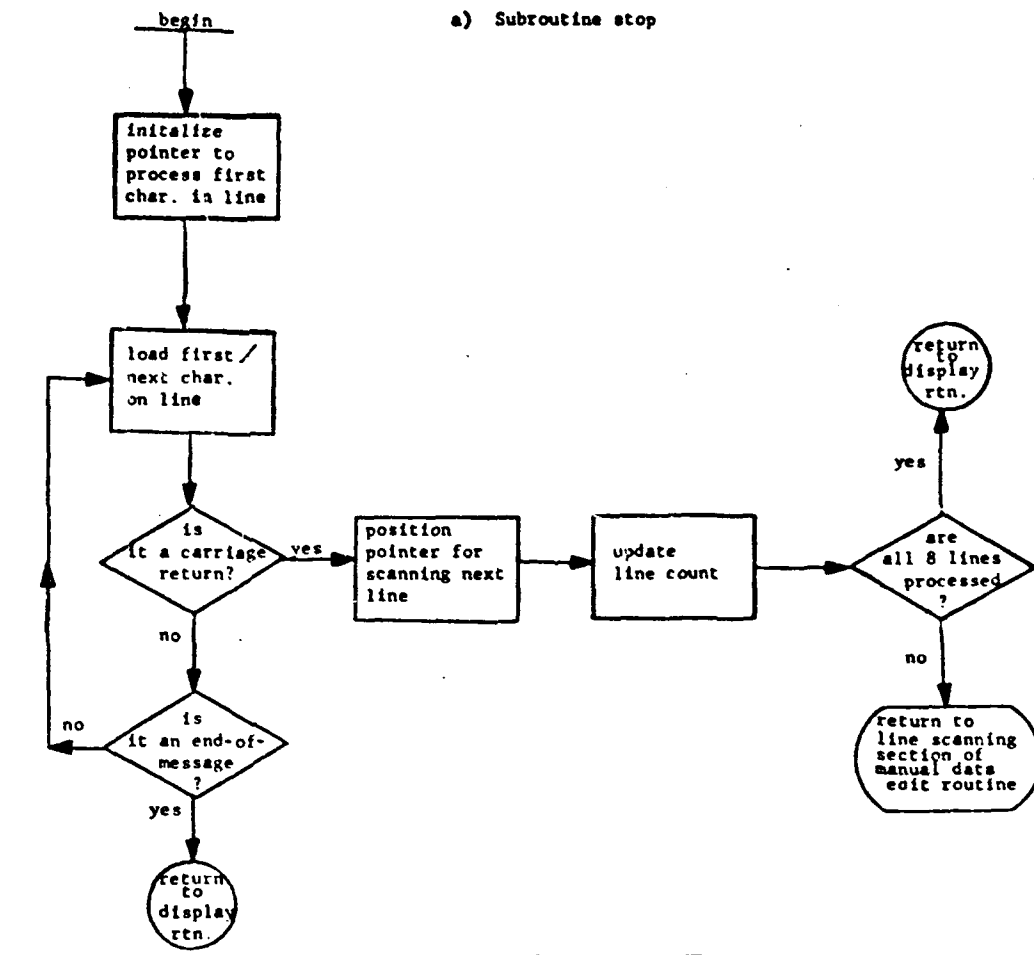 begin
a) Subroutine stop
initalize
pointer to
process first
char. in line
load first /
next char.
on line
is
it a carriage
return?
yes
no
position
pointer for
scanning next
line
update
line count
are
all 8 lines
processed
?
yes
return
to
display
rtn.
no
return to
line scanning
section of
manual data
edit routine
is
it an end-of-
message
?
no
yes
return
to
display
rtn.